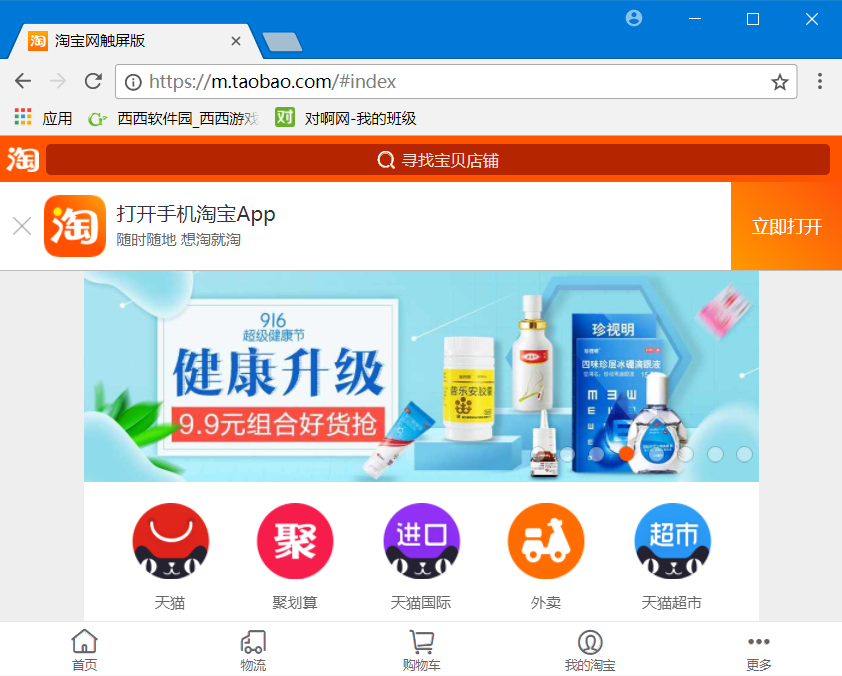 淘 淘宝网触屏版
https://m.taobao.com/#index
应用 西西软件园_西西游戏 对 对啊网-我的班级
淘 寻找宝贝店铺
淘
打开手机淘宝App
随时随地 想淘就淘
立即打开
916
超级健康节
健康升级
9.9元组合好货抢
珍视明
四味珍层冰硼滴眼液
聚 进口 超市
天猫 聚划算 天猫国际 外卖 天猫超市
首页 物流 购物车 我的淘宝 更多